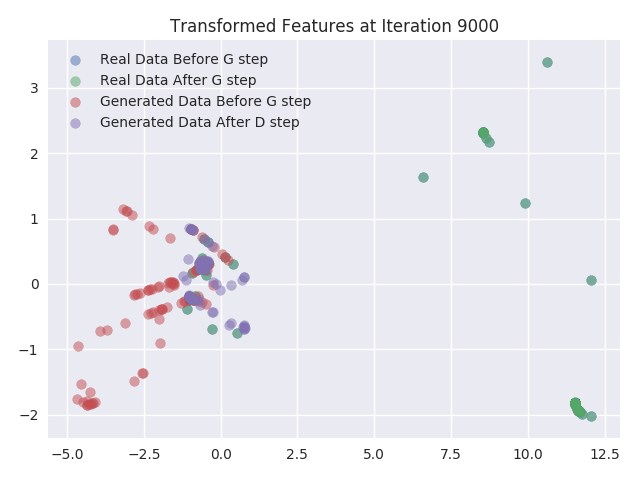 Transformed Features at Iteration 9000
Real Data Before G step
Real Data After G step
Generated Data Before G step
Generated Data After D step
3
2
1
0
−1
−2
−5.0 −2.5 0.0 2.5 5.0 7.5 10.0 12.5